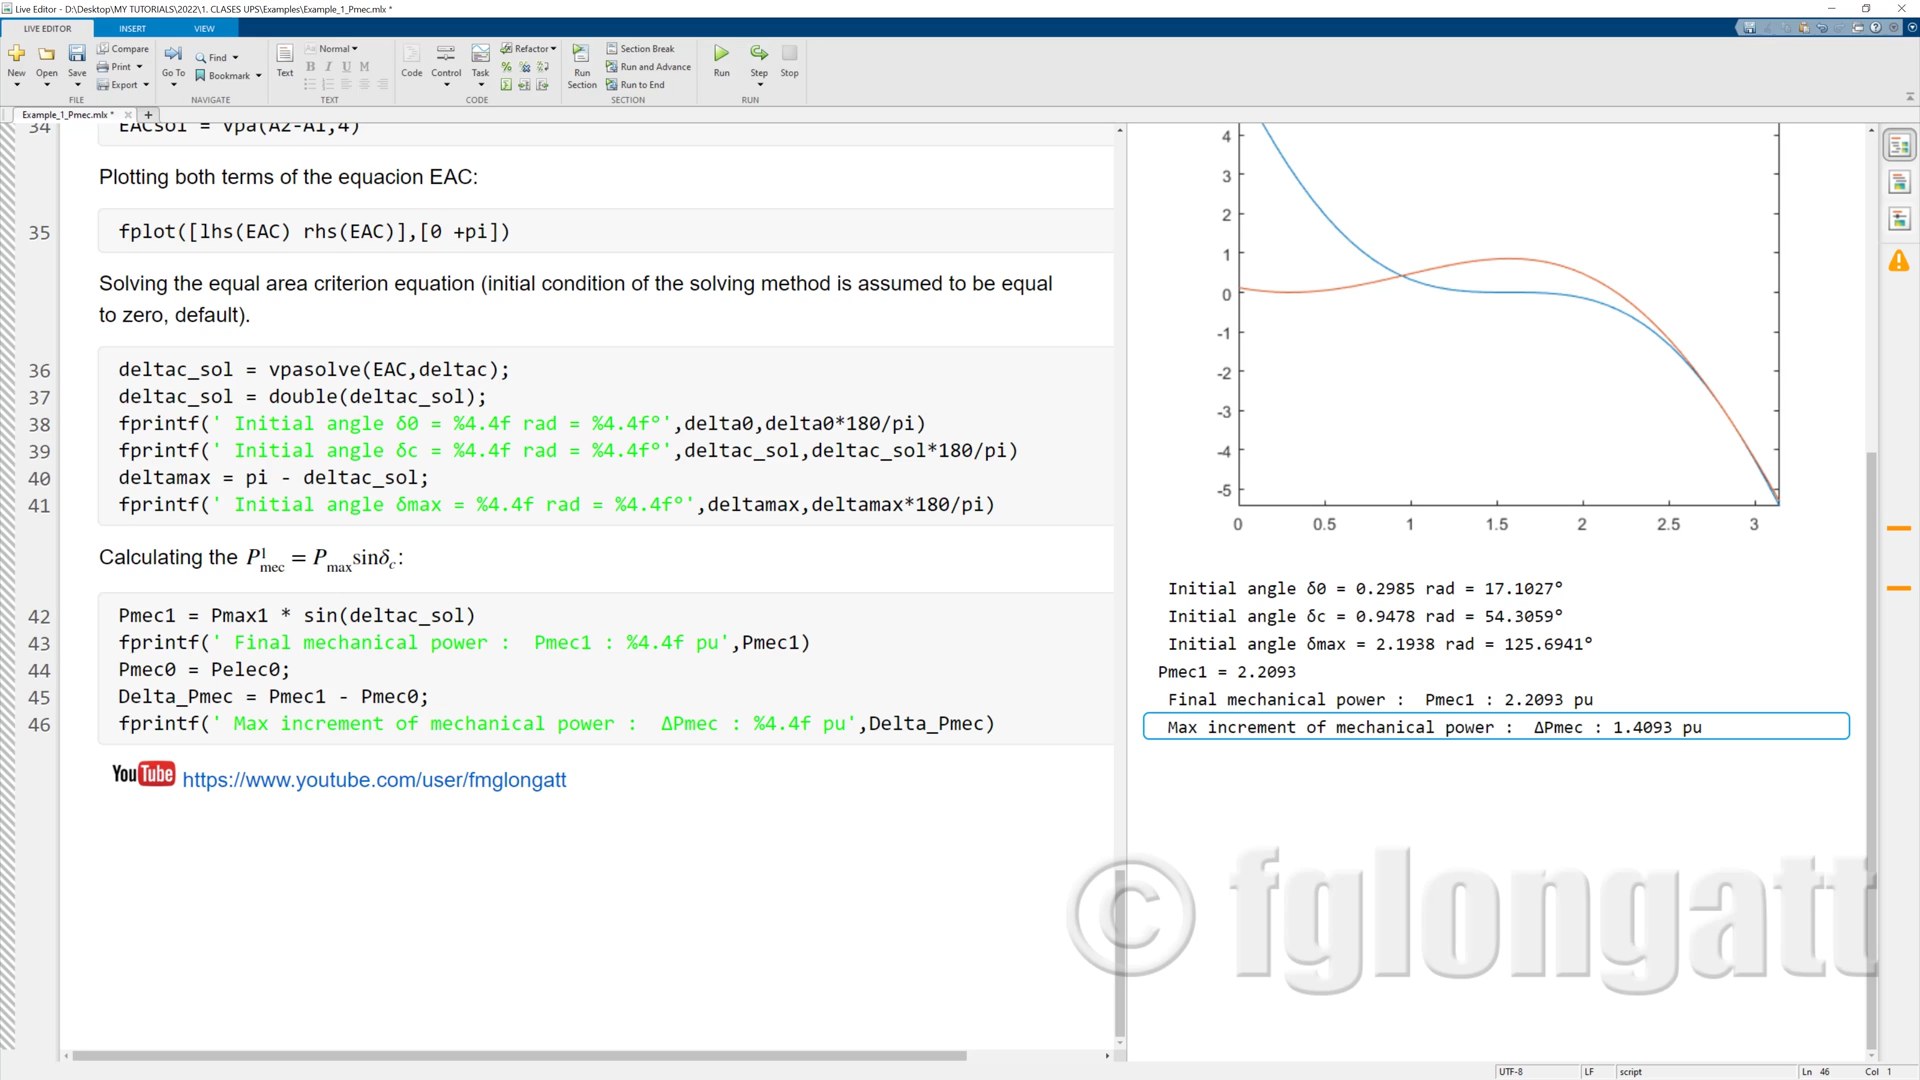 Live Editor - D:\Desktop\MY TUTORIALS\2022\1. CLASES UPS\Examples\Example_1_Pmec.mlx *
LIVE EDITOR INSERT VIEW
New Open Save Compare Print Export
FILE
Go To Find Bookmark
NAVIGATE
Text Normal
B I U M
TEXT
Code Control Task Refactor
CODE
Run Section Section Break
Run and Advance
Run to End
SECTION
Run Step Stop
RUN
Example_1_Pmec.mlx * × +
34 EACsol = vpa(A2-A1,4)
Plotting both terms of the equacion EAC:
35 fplot([lhs(EAC) rhs(EAC)],[0 +pi])
Solving the equal area criterion equation (initial condition of the solving method is assumed to be equal
to zero, default).
36 deltac_sol = vpasolve(EAC,deltac);
37 deltac_sol = double(deltac_sol);
38 fprintf(' Initial angle δ0 = %4.4f rad = %4.4fº',delta0,delta0*180/pi)
39 fprintf(' Initial angle δc = %4.4f rad = %4.4fº',deltac_sol,deltac_sol*180/pi)
40 deltamax = pi - deltac_sol;
41 fprintf(' Initial angle δmax = %4.4f rad = %4.4fº',deltamax,deltamax*180/pi)
Calculating the P¹mec = Pmax sinδc:
42 Pmec1 = Pmax1 * sin(deltac_sol)
43 fprintf(' Final mechanical power :  Pmec1 : %4.4f pu',Pmec1)
44 Pmec0 = Pelec0;
45 Delta_Pmec = Pmec1 - Pmec0;
46 fprintf(' Max increment of mechanical power :  ΔPmec : %4.4f pu',Delta_Pmec)
YouTube https://www.youtube.com/user/fmglongatt
4
3
2
1
0
-1
-2
-3
-4
-5
0 0.5 1 1.5 2 2.5 3
Initial angle δ0 = 0.2985 rad = 17.1027º
Initial angle δc = 0.9478 rad = 54.3059º
Initial angle δmax = 2.1938 rad = 125.6941º
Pmec1 = 2.2093
Final mechanical power :  Pmec1 : 2.2093 pu
Max increment of mechanical power :  ΔPmec : 1.4093 pu
© fglongatt
UTF-8 LF script Ln 46 Col 1